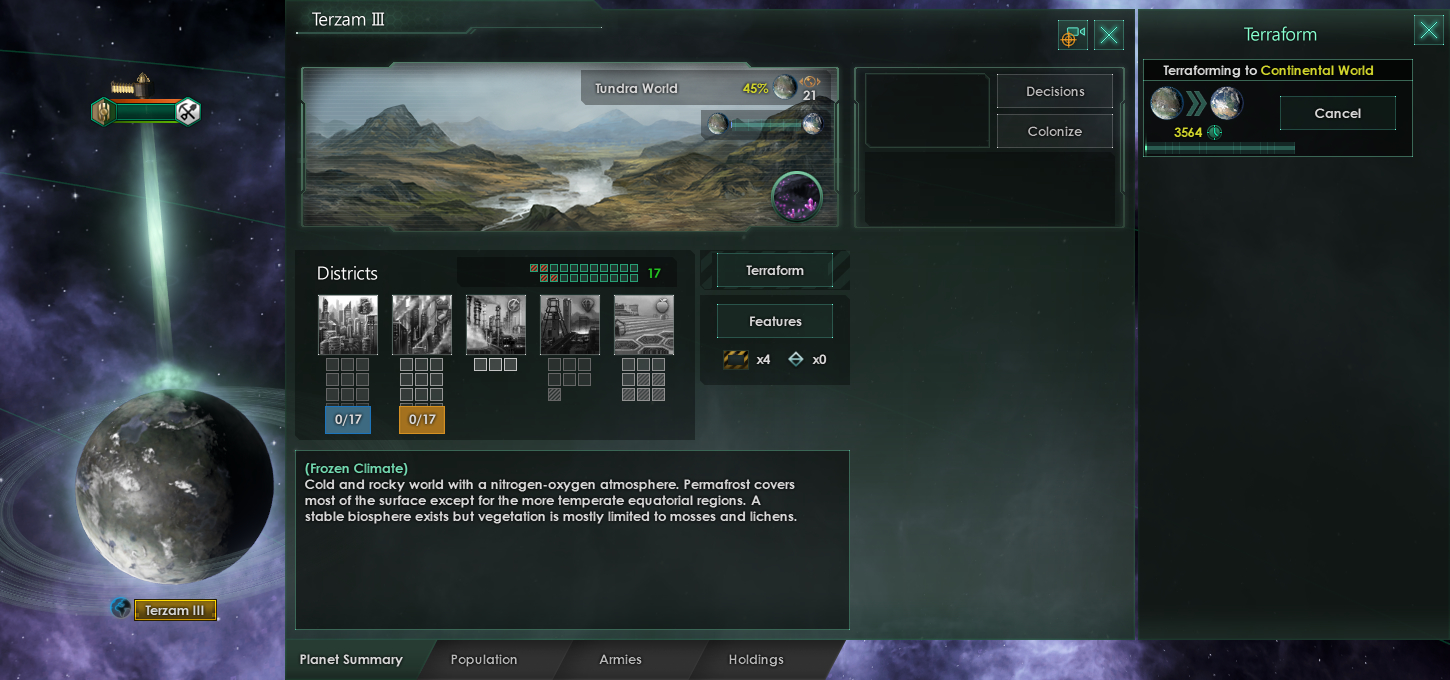 Terzam III
Terraform
Terraforming to Continental World
Tundra World
45%
21
Decisions
Colonize
Cancel
3564
Districts
17
Terraform
Features
x4
x0
0/17
0/17
(Frozen Climate)
Cold and rocky world with a nitrogen-oxygen atmosphere. Permafrost covers
most of the surface except for the more temperate equatorial regions. A
stable biosphere exists but vegetation is mostly limited to mosses and lichens.
Terzam III
Planet Summary
Population
Armies
Holdings